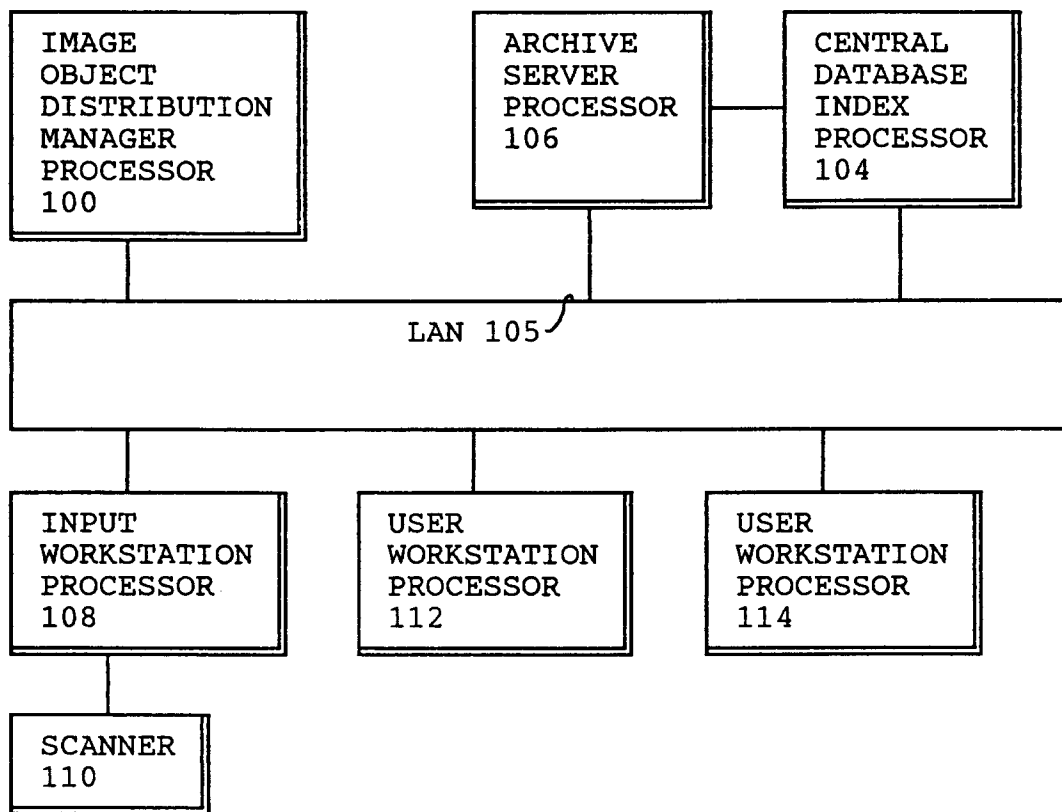 IMAGE
OBJECT
DISTRIBUTION
MANAGER
PROCESSOR
100
ARCHIVE
SERVER
PROCESSOR
106
CENTRAL
DATABASE
INDEX
PROCESSOR
104
LAN 105
INPUT
WORKSTATION
PROCESSOR
108
USER
WORKSTATION
PROCESSOR
112
USER
WORKSTATION
PROCESSOR
114
SCANNER
110